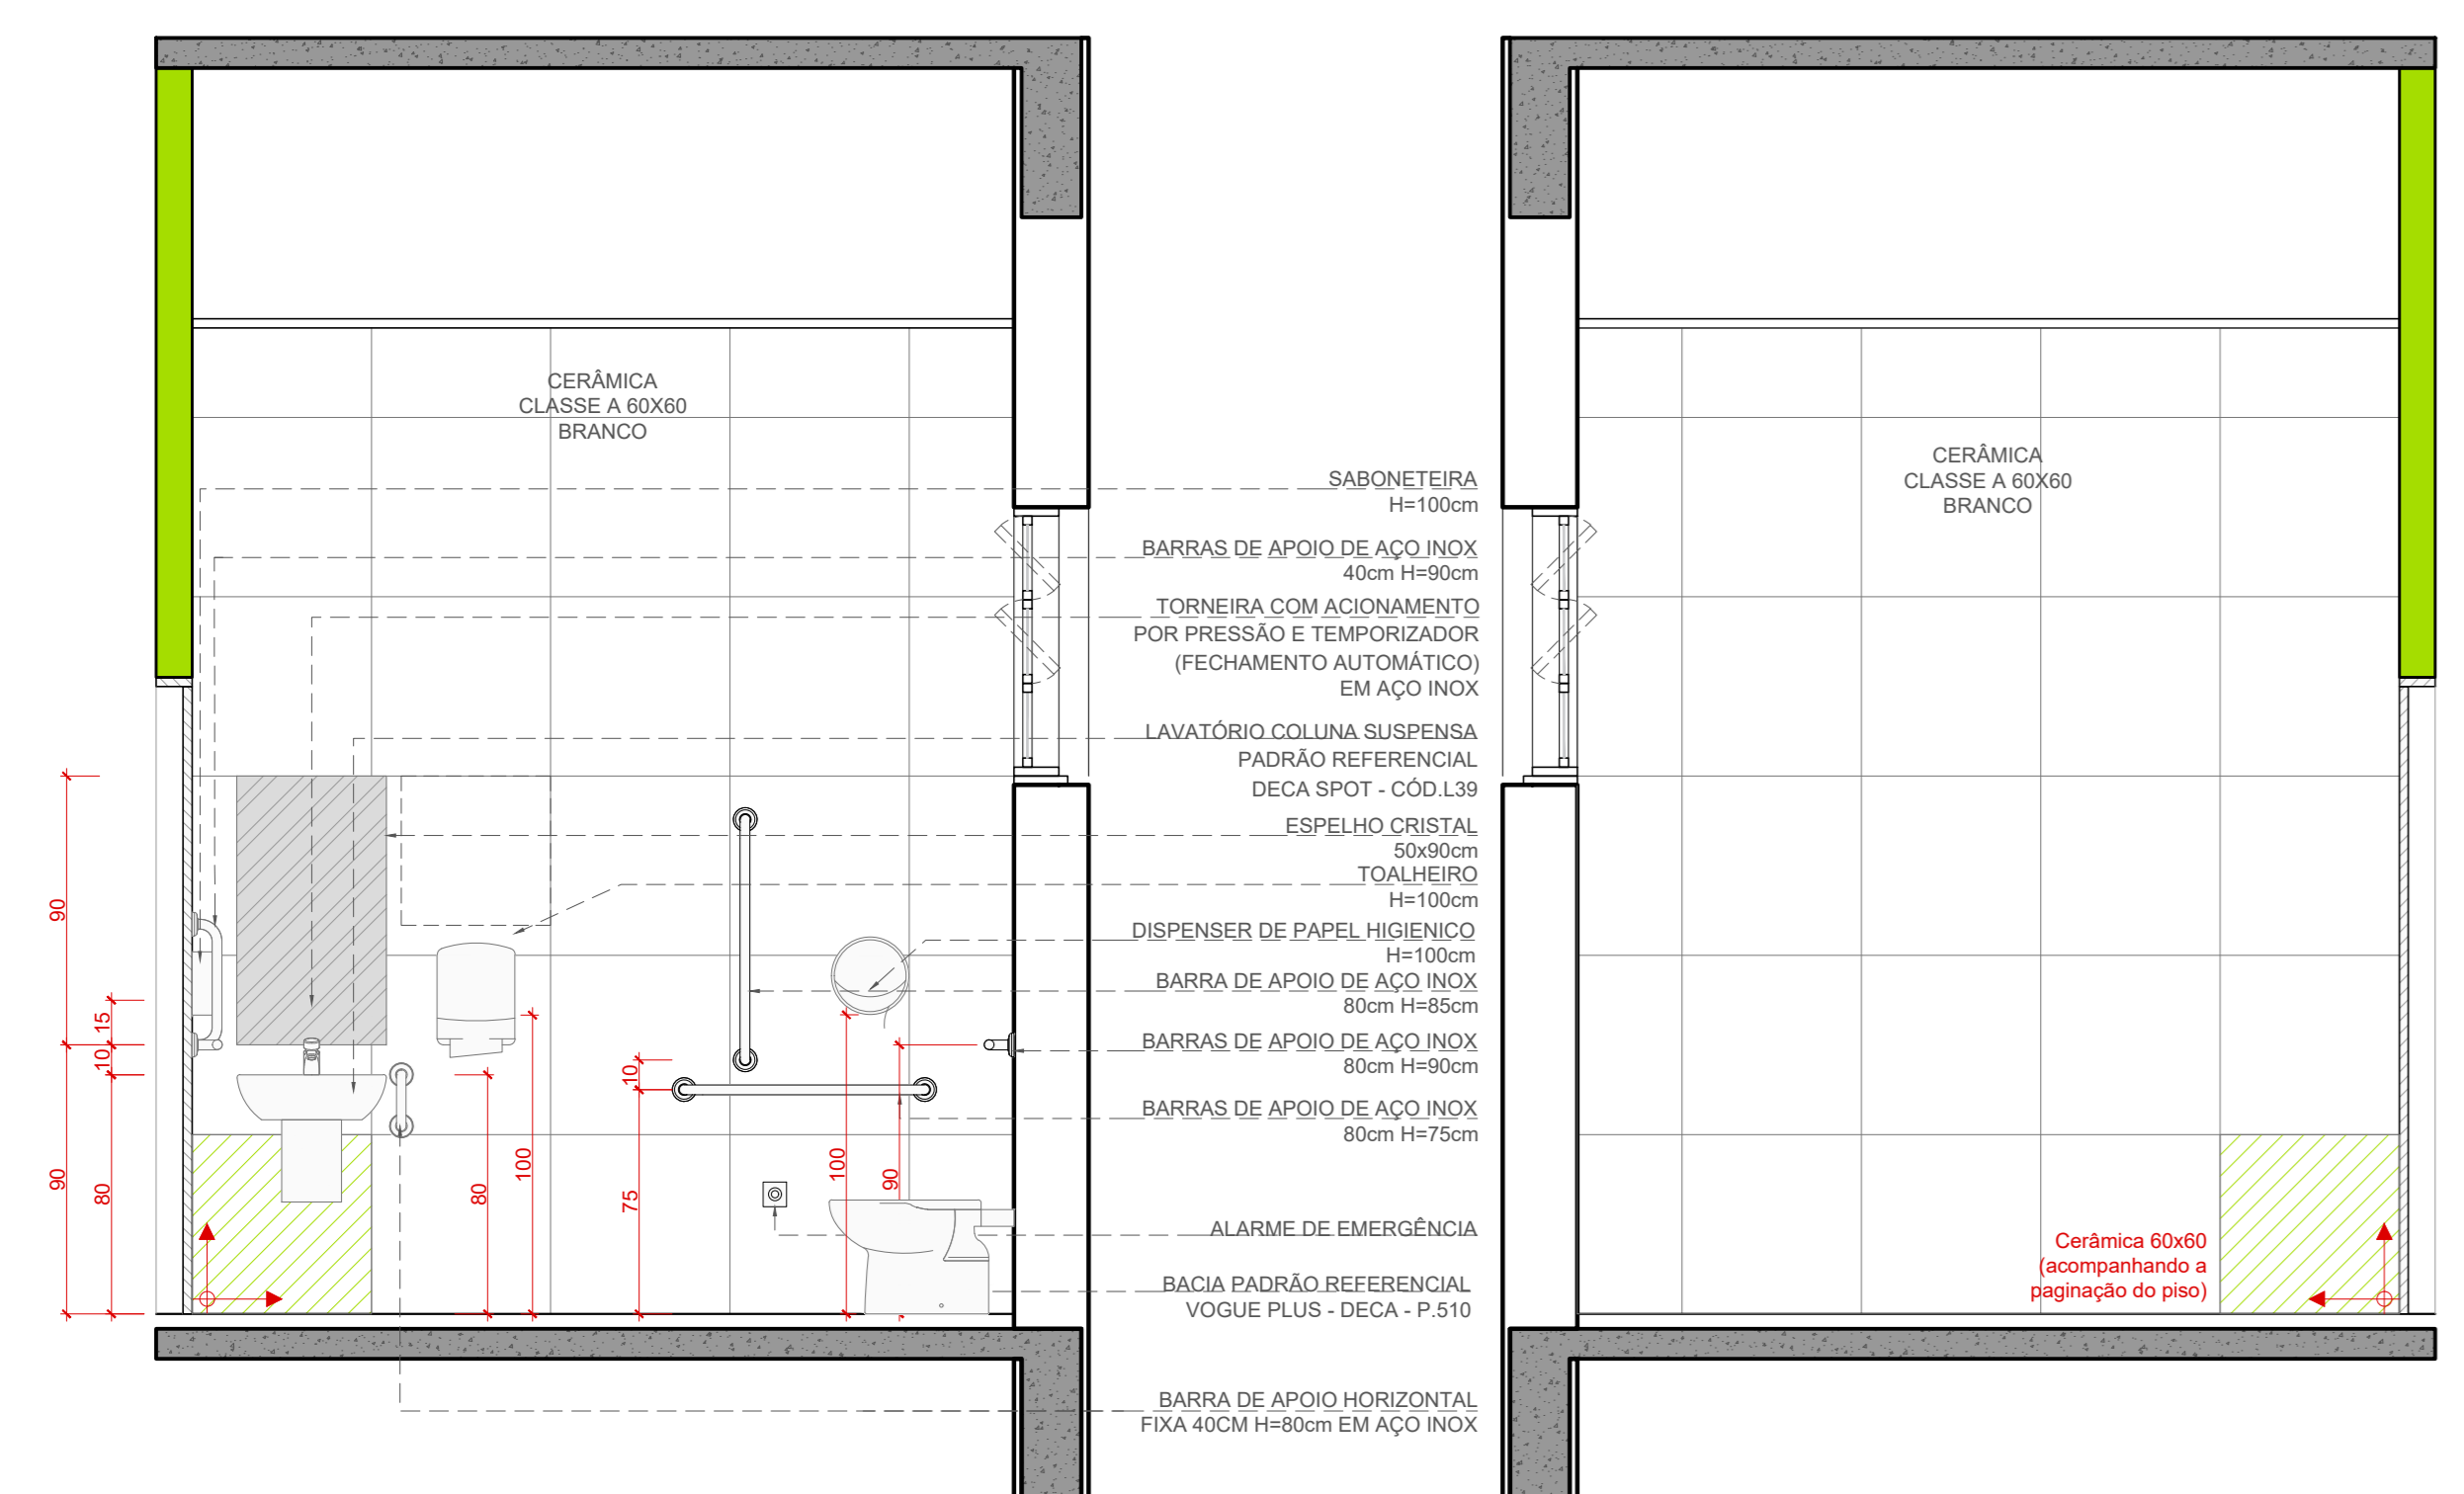 CERÂMICA
CLASSE A 60X60
BRANCO
CERÂMICA
CLASSE A 60X60
BRANCO
SABONETEIRA
H=100cm
BARRAS DE APOIO DE AÇO INOX
40cm H=90cm
TORNEIRA COM ACIONAMENTO
POR PRESSÃO E TEMPORIZADOR
(FECHAMENTO AUTOMÁTICO)
EM AÇO INOX
LAVATÓRIO COLUNA SUSPENSA
PADRÃO REFERENCIAL
DECA SPOT - CÓD.L39
ESPELHO CRISTAL
50x90cm
TOALHEIRO
H=100cm
DISPENSER DE PAPEL HIGIENICO
H=100cm
BARRA DE APOIO DE AÇO INOX
80cm H=85cm
BARRAS DE APOIO DE AÇO INOX
80cm H=90cm
BARRAS DE APOIO DE AÇO INOX
80cm H=75cm
ALARME DE EMERGÊNCIA
BACIA PADRÃO REFERENCIAL
VOGUE PLUS - DECA - P.510
BARRA DE APOIO HORIZONTAL
FIXA 40CM H=80cm EM AÇO INOX
90
90
15
10
80
80
100
10
75
100
90
Cerâmica 60x60
(acompanhando a
paginação do piso)